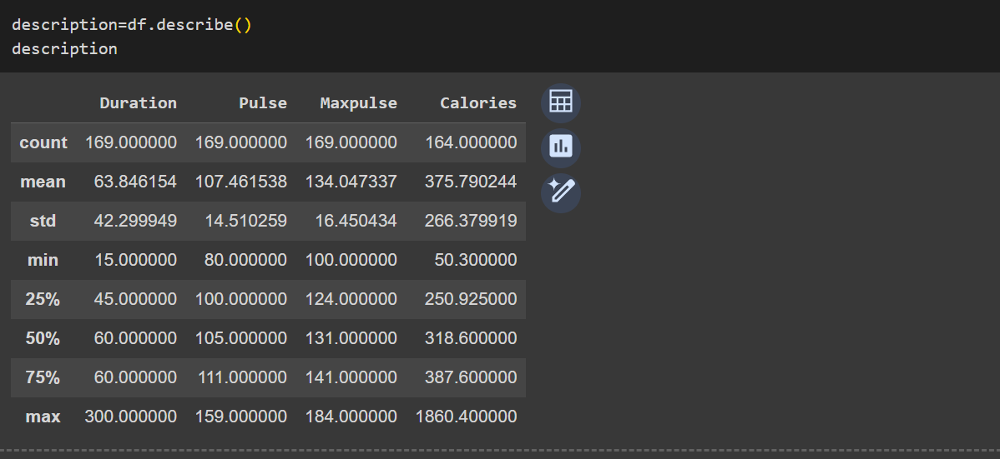 description=df.describe()
description
Duration Pulse Maxpulse Calories
count 169.000000 169.000000 169.000000 164.000000
mean 63.846154 107.461538 134.047337 375.790244
std 42.299949 14.510259 16.450434 266.379919
min 15.000000 80.000000 100.000000 50.300000
25% 45.000000 100.000000 124.000000 250.925000
50% 60.000000 105.000000 131.000000 318.600000
75% 60.000000 111.000000 141.000000 387.600000
max 300.000000 159.000000 184.000000 1860.400000